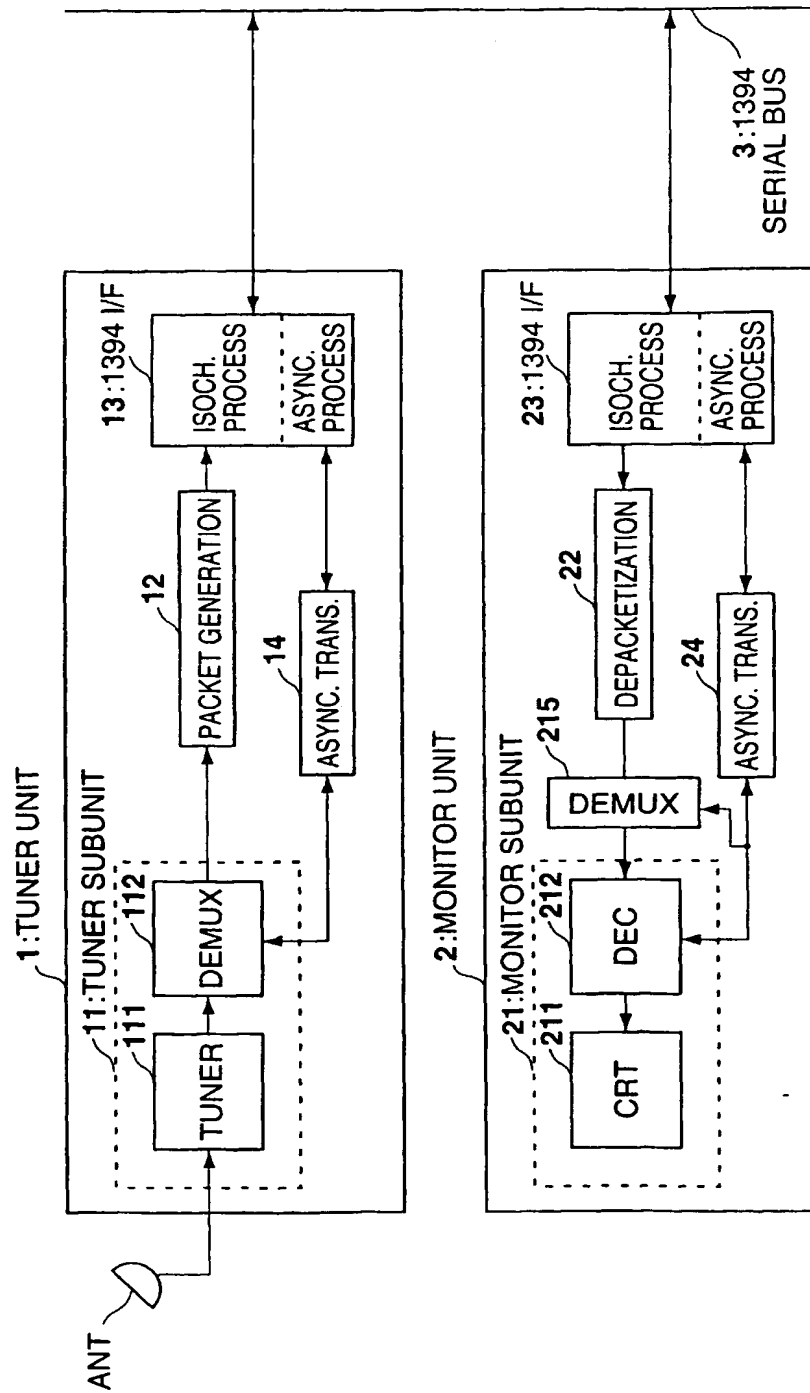 ANT
1:TUNER UNIT
11:TUNER SUBUNIT
111
TUNER
112
DEMUX
12
PACKET GENERATION
14
ASYNC. TRANS.
13:1394 I/F
ISOCH.
PROCESS
ASYNC.
PROCESS
2:MONITOR UNIT
21:MONITOR SUBUNIT
211
CRT
212
DEC
215
DEMUX
22
DEPACKETIZATION
24
ASYNC. TRANS.
23:1394 I/F
ISOCH.
PROCESS
ASYNC.
PROCESS
3:1394
SERIAL BUS